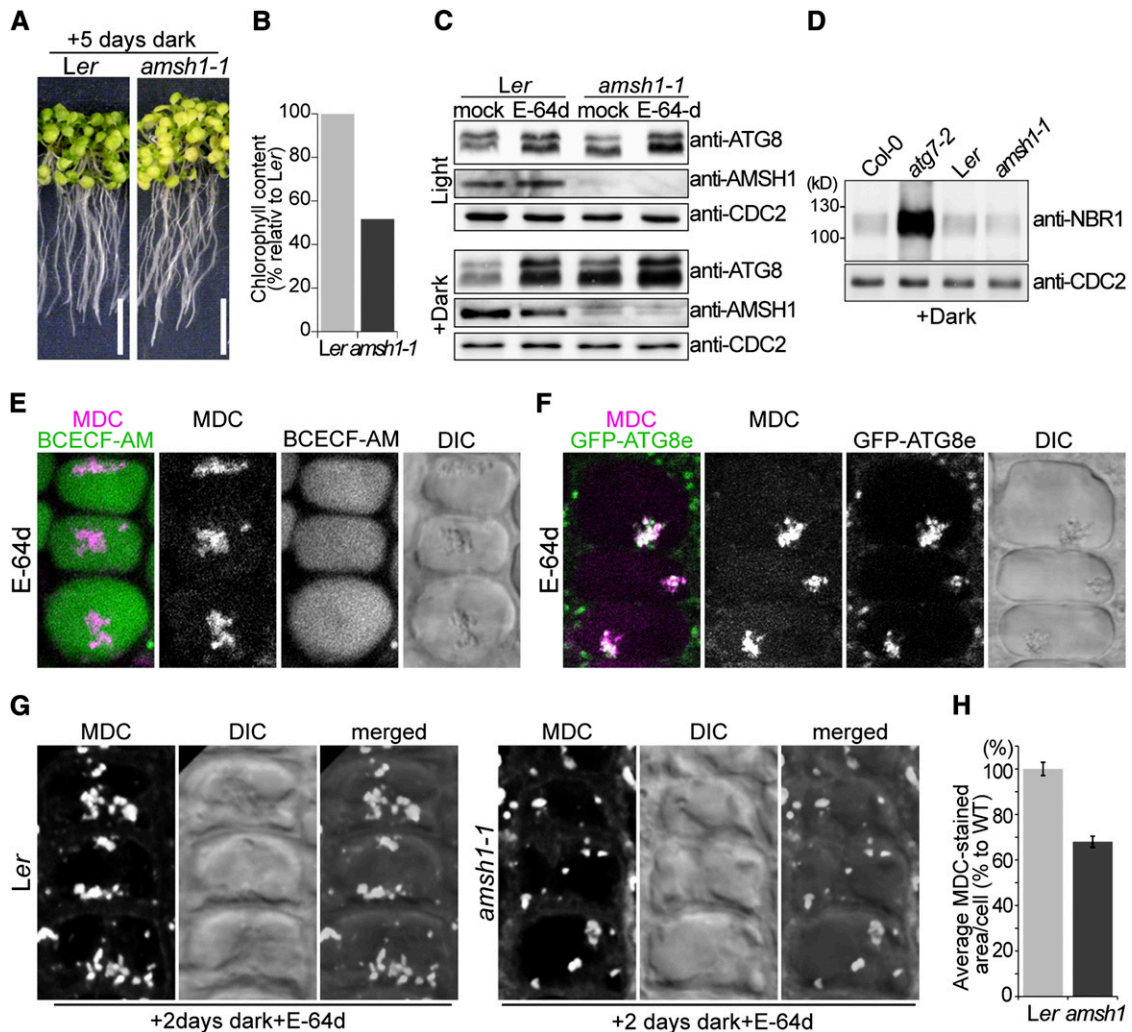 A
+5 days dark
Ler amsh1-1
B
Chlorophyll content
(% relativ to Ler)
100
80
60
40
20
0
Ler amsh1-1
C
Ler amsh1-1
mock E-64d mock E-64-d
Light
anti-ATG8
anti-AMSH1
anti-CDC2
+Dark
anti-ATG8
anti-AMSH1
anti-CDC2
D
Col-0 atg7-2 Ler amsh1-1
(kD)
130
100
anti-NBR1
anti-CDC2
+Dark
E
MDC
BCECF-AM
MDC
BCECF-AM
DIC
E-64d
F
MDC
GFP-ATG8e
MDC
GFP-ATG8e
DIC
E-64d
G
MDC DIC merged
Ler
+2days dark+E-64d
MDC DIC merged
amsh1-1
+2 days dark+E-64d
H
Average MDC-stained
area/cell (% to WT)
(%)
100
80
60
40
20
0
Ler amsh1